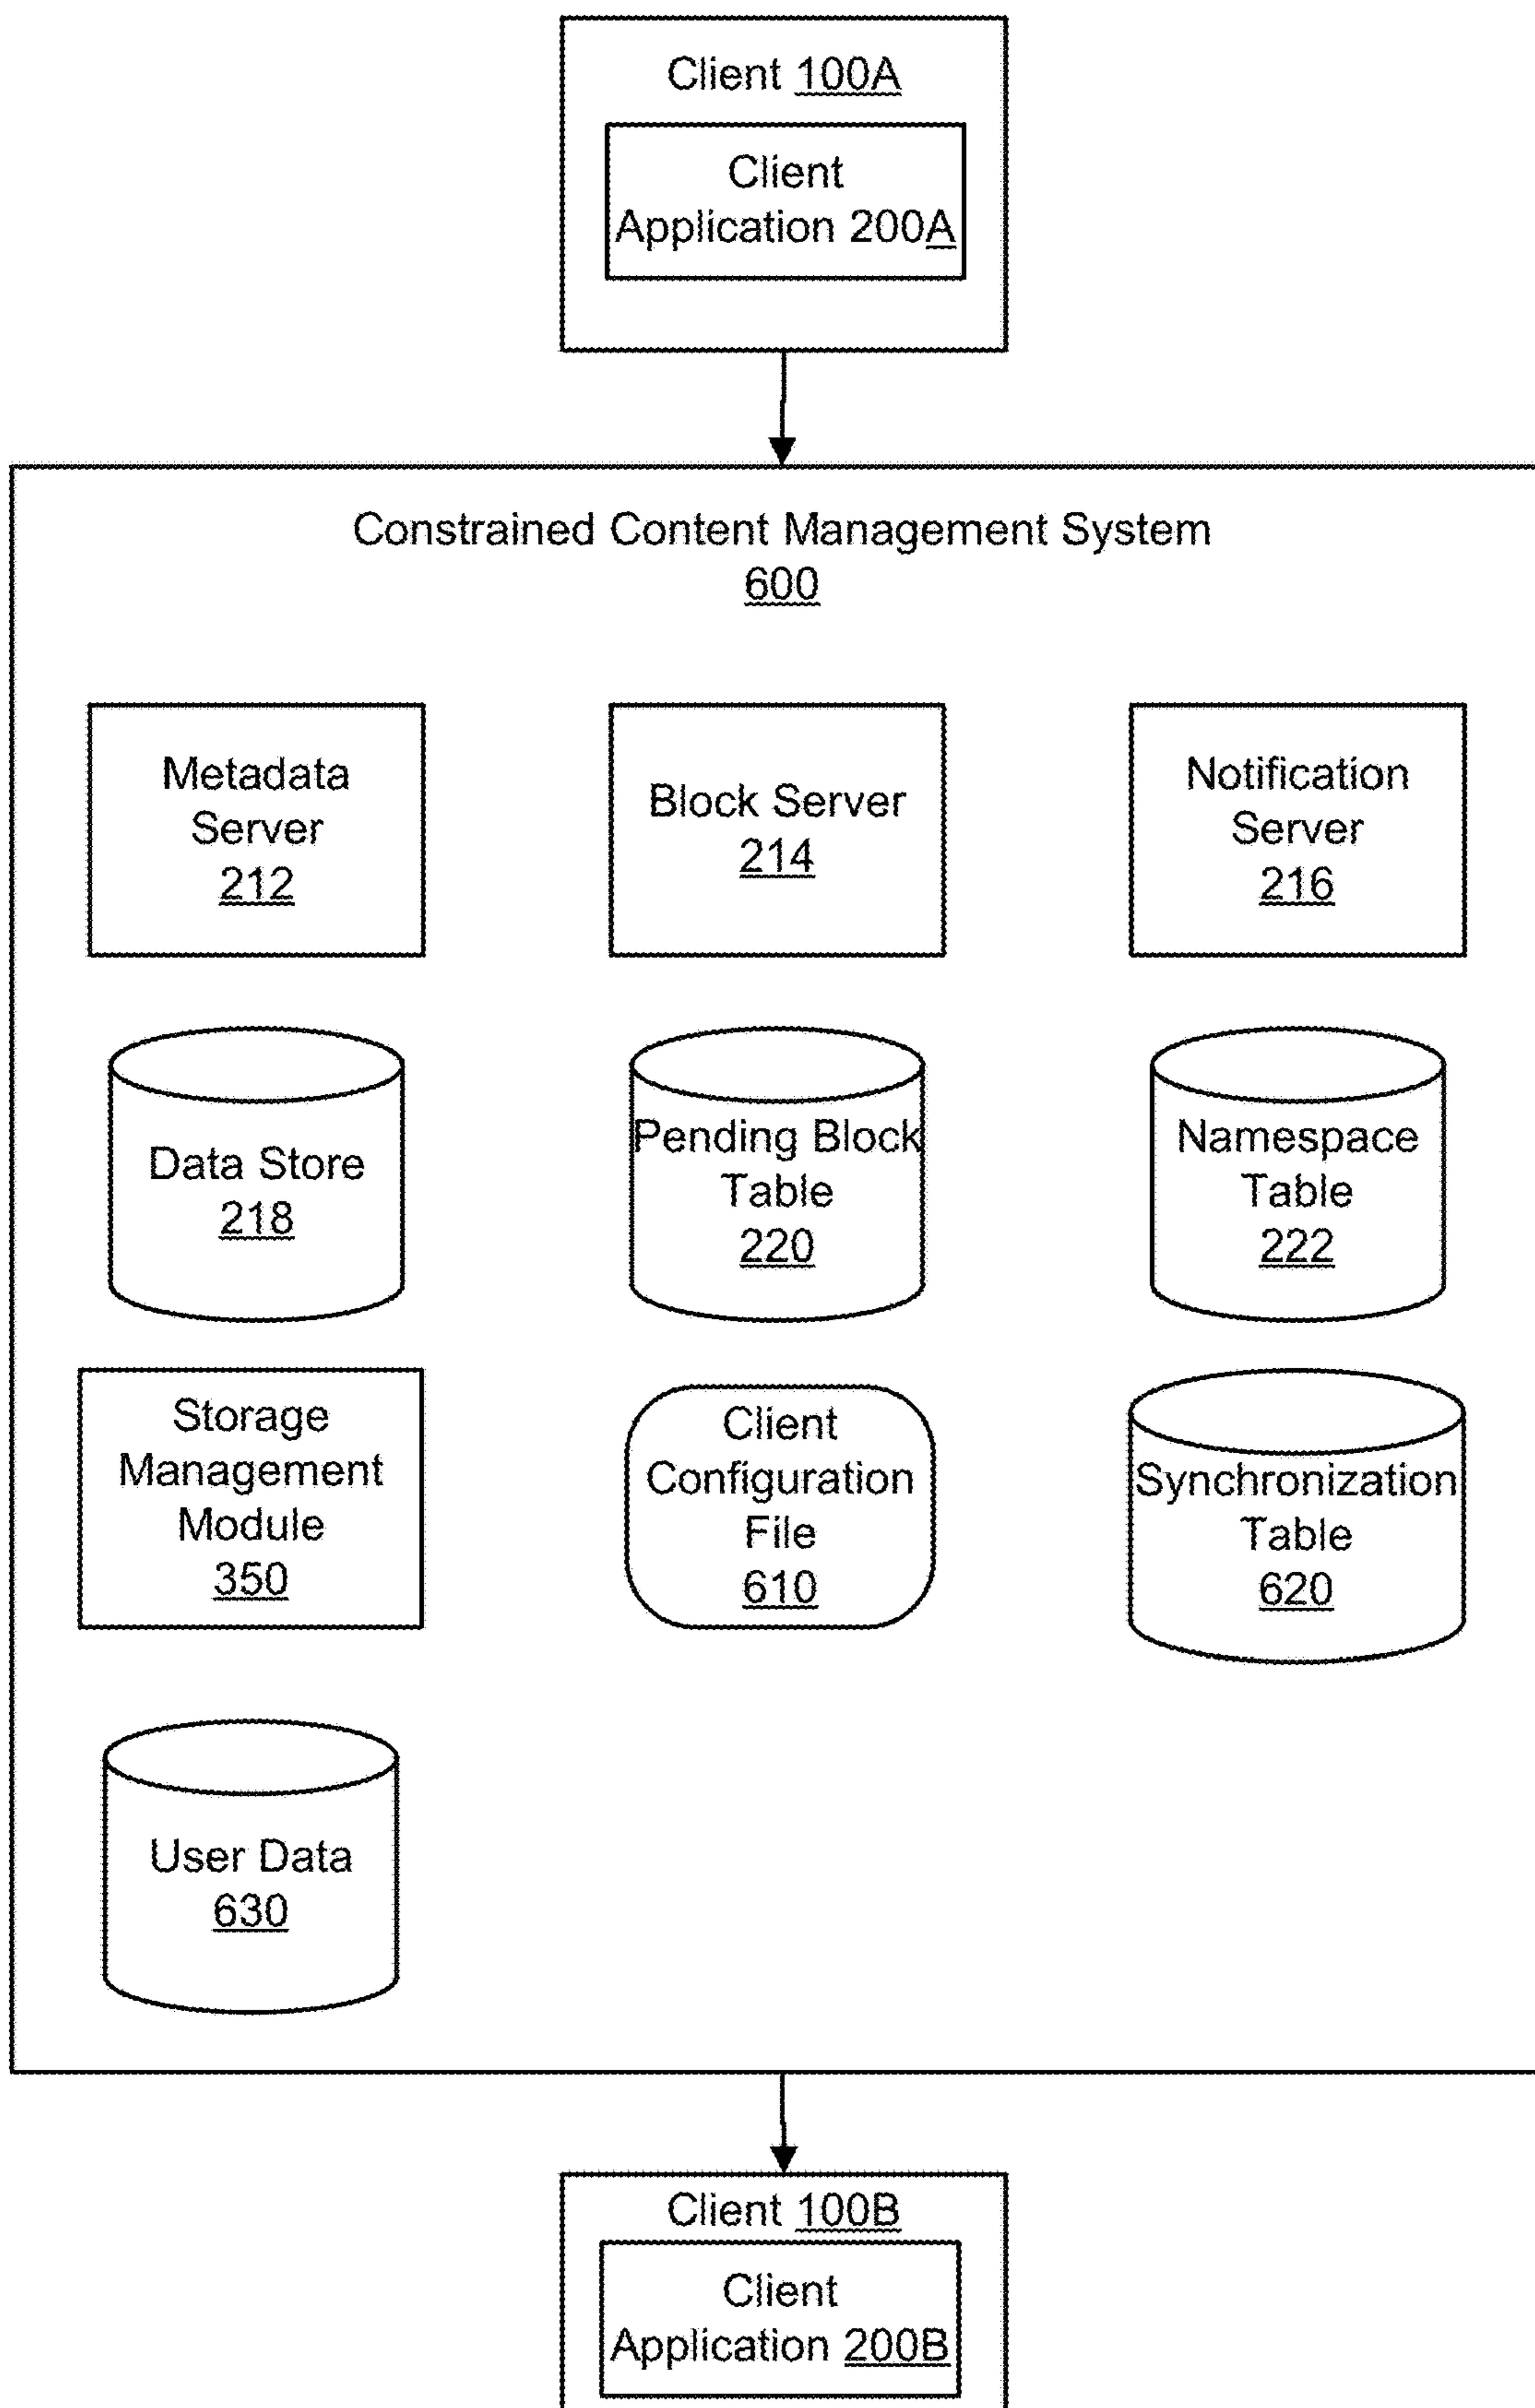 Client 100A
Client
Application 200A
Constrained Content Management System
600
Metadata
Server
212
Block Server
214
Notification
Server
216
Data Store
218
Pending Block
Table
220
Namespace
Table
222
Storage
Management
Module
350
Client
Configuration
File
610
Synchronization
Table
620
User Data
630
Client 100B
Client
Application 200B